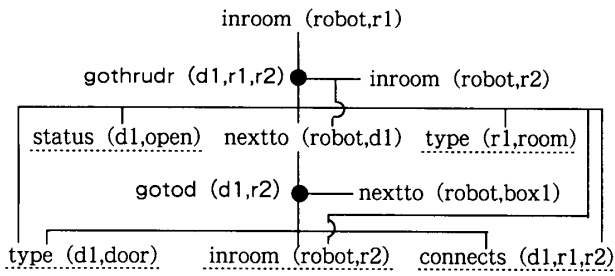 inroom (robot,r1)
gothrudr (d1,r1,r2) inroom (robot,r2)
status (d1,open) nextto (robot,d1) type (r1,room)
gotod (d1,r2) nextto (robot,box1)
type (d1,door) inroom (robot,r2) connects (d1,r1,r2)